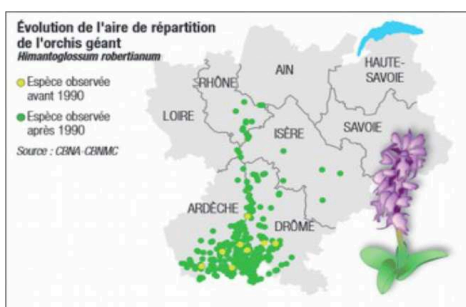 Évolution de l'aire de répartition
de l'orchis géant
Himantoglossum robertianum
Espèce observée
avant 1990
Espèce observée
après 1990
Source : CBNA-CBNMC
AIN
HAUTE-
SAVOIE
RHÔNE
LOIRE
ISÈRE
SAVOIE
ARDÈCHE
DRÔME